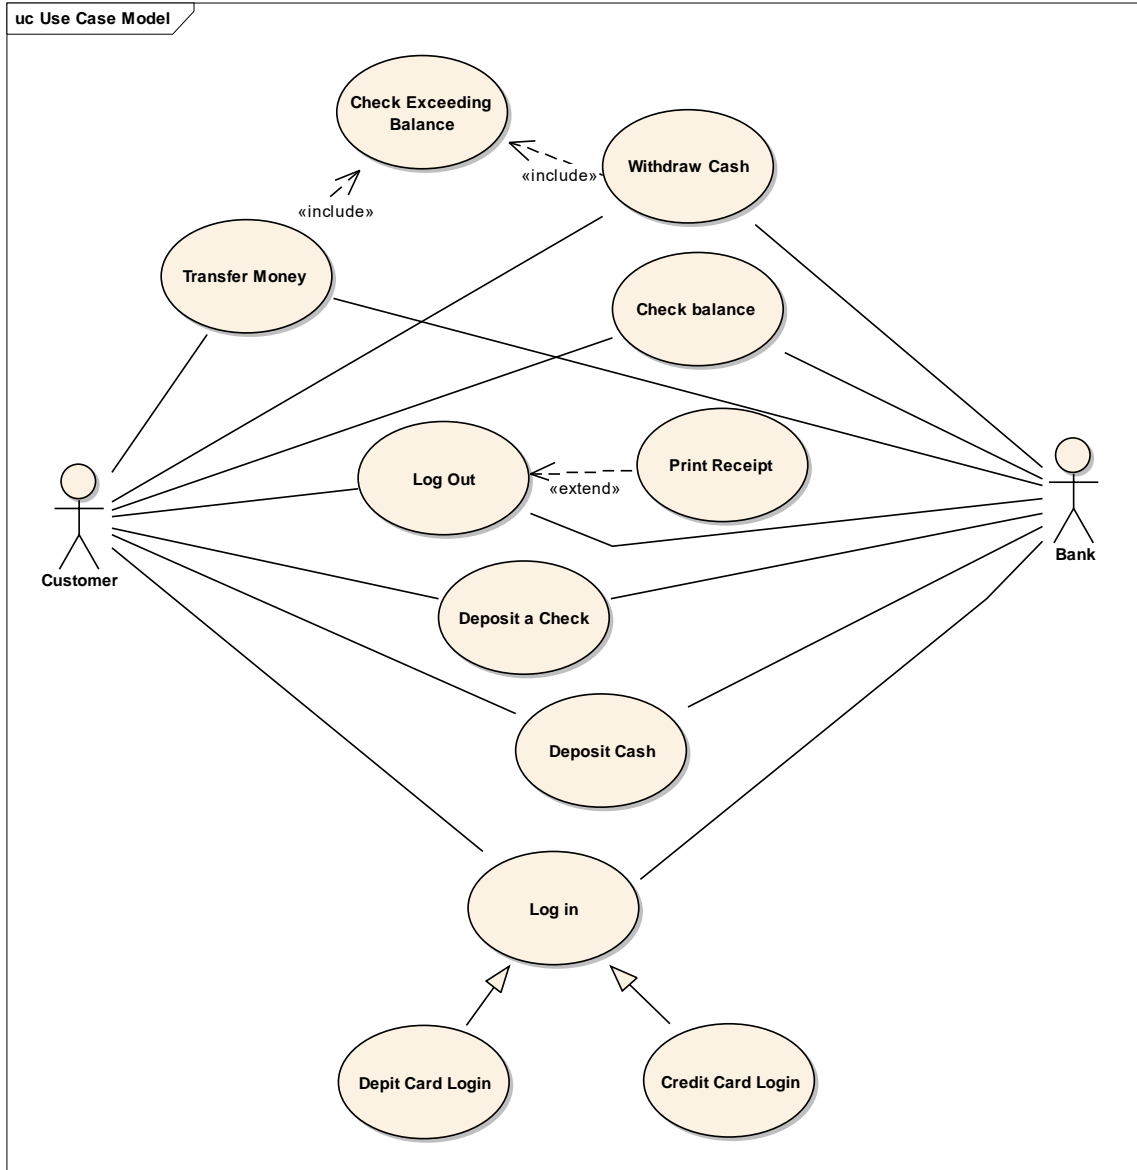 uc Use Case Model
Check Exceeding
Balance
Withdraw Cash
«include»
«include»
Transfer Money
Check balance
Log Out
Print Receipt
«extend»
Customer
Bank
Deposit a Check
Deposit Cash
Log in
Depit Card Login
Credit Card Login